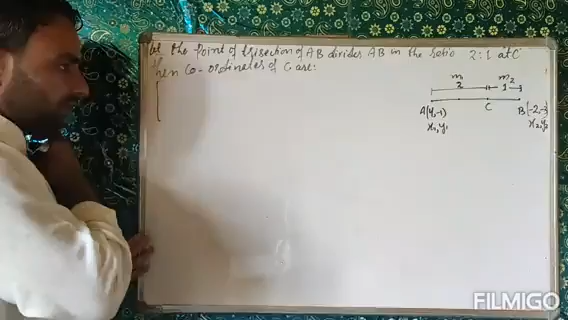 Let the Point of trisection of AB divides AB in the ratio 2:1 at C
Then Co-ordinates of C are:
m₁ m₂
2 1
A(4,-1) C B(-2,-3)
x₁,y₁ x₂,y₂
FILMIGO